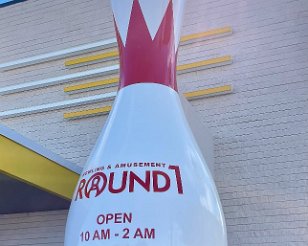 BOWLING & AMUSEMENT
ROUND1
OPEN
10 AM - 2 AM